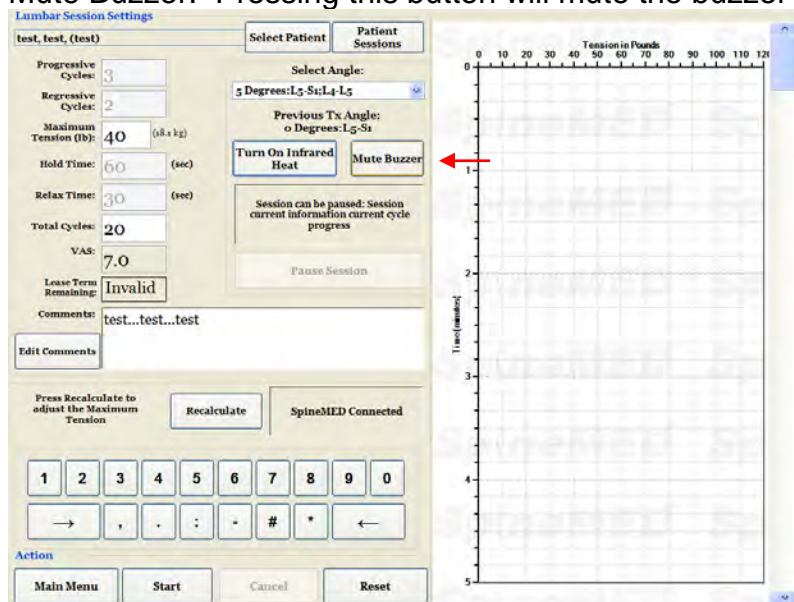 Mute Buzzer: Pressing this button will mute the buzzer
Lumbar Session Settings
test, test, (test)
Select Patient
Patient
Sessions
Progressive
Cycles:
3
Select Angle:
Regressive
Cycles:
2
5 Degrees:L5-S1;L4-L5
Maximum
Tension (lb):
40
(18.1 kg)
Previous Tx Angle:
0 Degrees:L5-S1
Hold Time:
60
(sec)
Turn On Infrared
Heat
Mute Buzzer
Relax Time:
30
(sec)
Session can be paused: Session
current information current cycle
progress
Total Cycles:
20
VAS:
7.0
Pause Session
Lease Term
Remaining:
Invalid
Comments:
test...test...test
Edit Comments
Press Recalculate to
adjust the Maximum
Tension
Recalculate
SpineMED Connected
1 2 3 4 5 6 7 8 9 0
→ , . : - # * ←
Action
Main Menu
Start
Cancel
Reset
Tension in Pounds
0 10 20 30 40 50 60 70 80 90 100 110 120
Time(minutes)
0
1
2
3
4
5